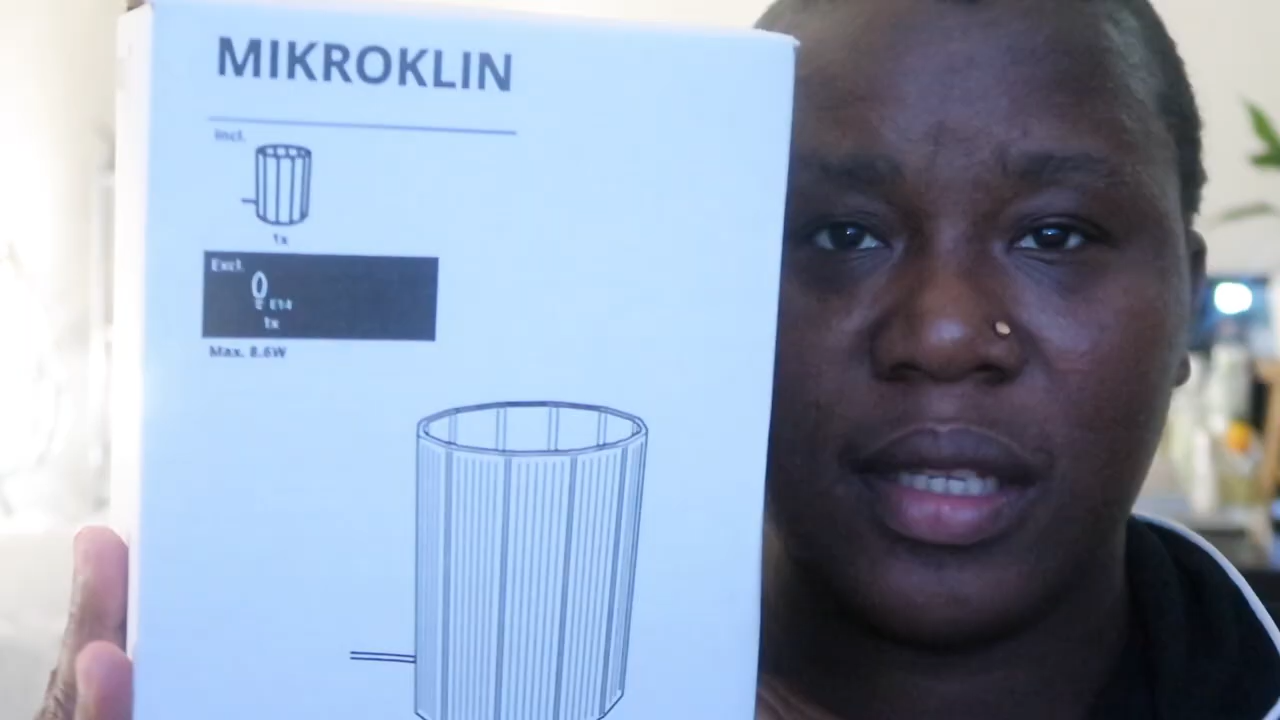 MIKROKLIN
Incl.
1x
Excl.
E14
1x
Max. 8.6W